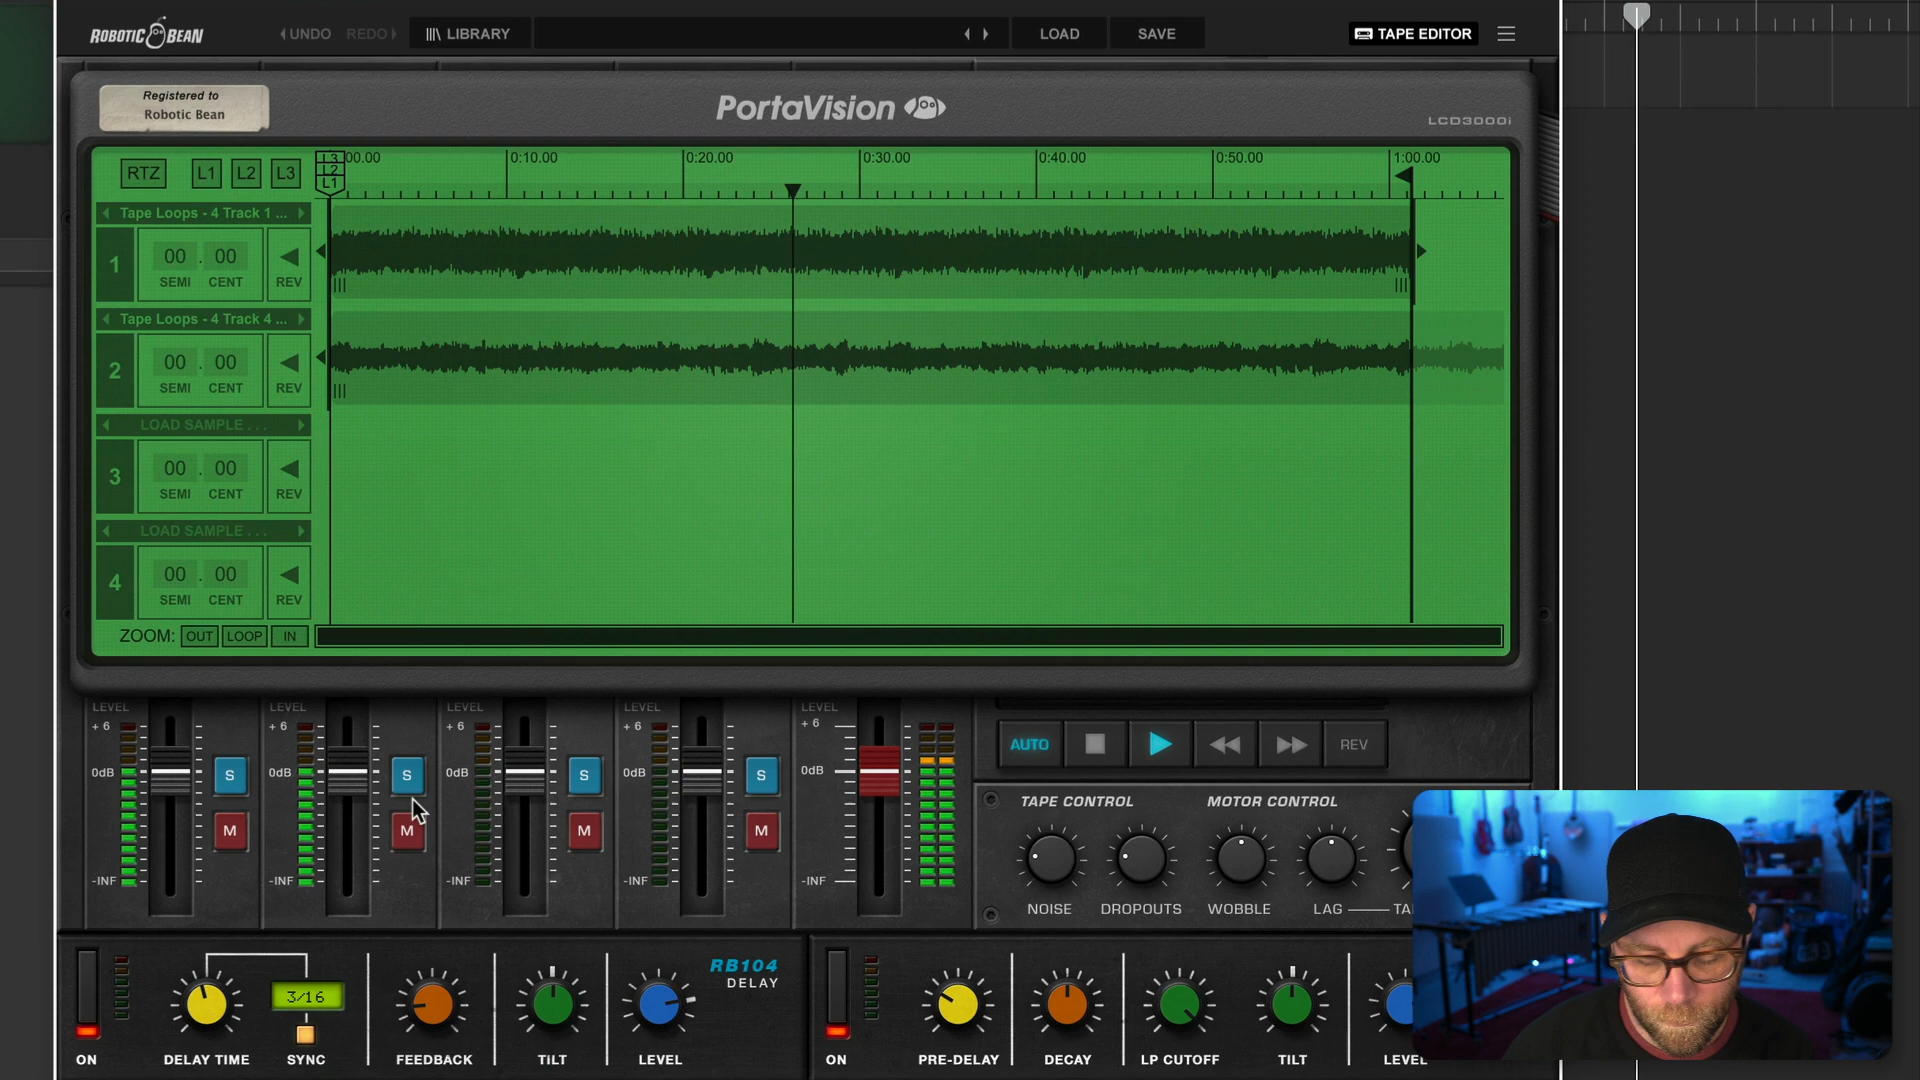 ROBOTIC BEAN
UNDO REDO LIBRARY LOAD SAVE TAPE EDITOR
Registered to
Robotic Bean
PortaVision
LCD3000i
RTZ L1 L2 L3
L3
L2
L1
00.00 0:10.00 0:20.00 0:30.00 0:40.00 0:50.00 1:00.00
Tape Loops - 4 Track 1 ...
1 00 . 00
SEMI CENT REV
Tape Loops - 4 Track 4 ...
2 00 . 00
SEMI CENT REV
LOAD SAMPLE . . .
3 00 . 00
SEMI CENT REV
LOAD SAMPLE . . .
4 00 . 00
SEMI CENT REV
ZOOM: OUT LOOP IN
LEVEL LEVEL LEVEL LEVEL LEVEL
+ 6 + 6 + 6 + 6 + 6
AUTO REV
0dB S 0dB S 0dB S 0dB S 0dB
TAPE CONTROL MOTOR CONTROL
M M M M
-INF -INF -INF -INF -INF
NOISE DROPOUTS WOBBLE LAG
RB104
DELAY
3/16
ON DELAY TIME SYNC FEEDBACK TILT LEVEL ON PRE-DELAY DECAY LP CUTOFF TILT LEVEL